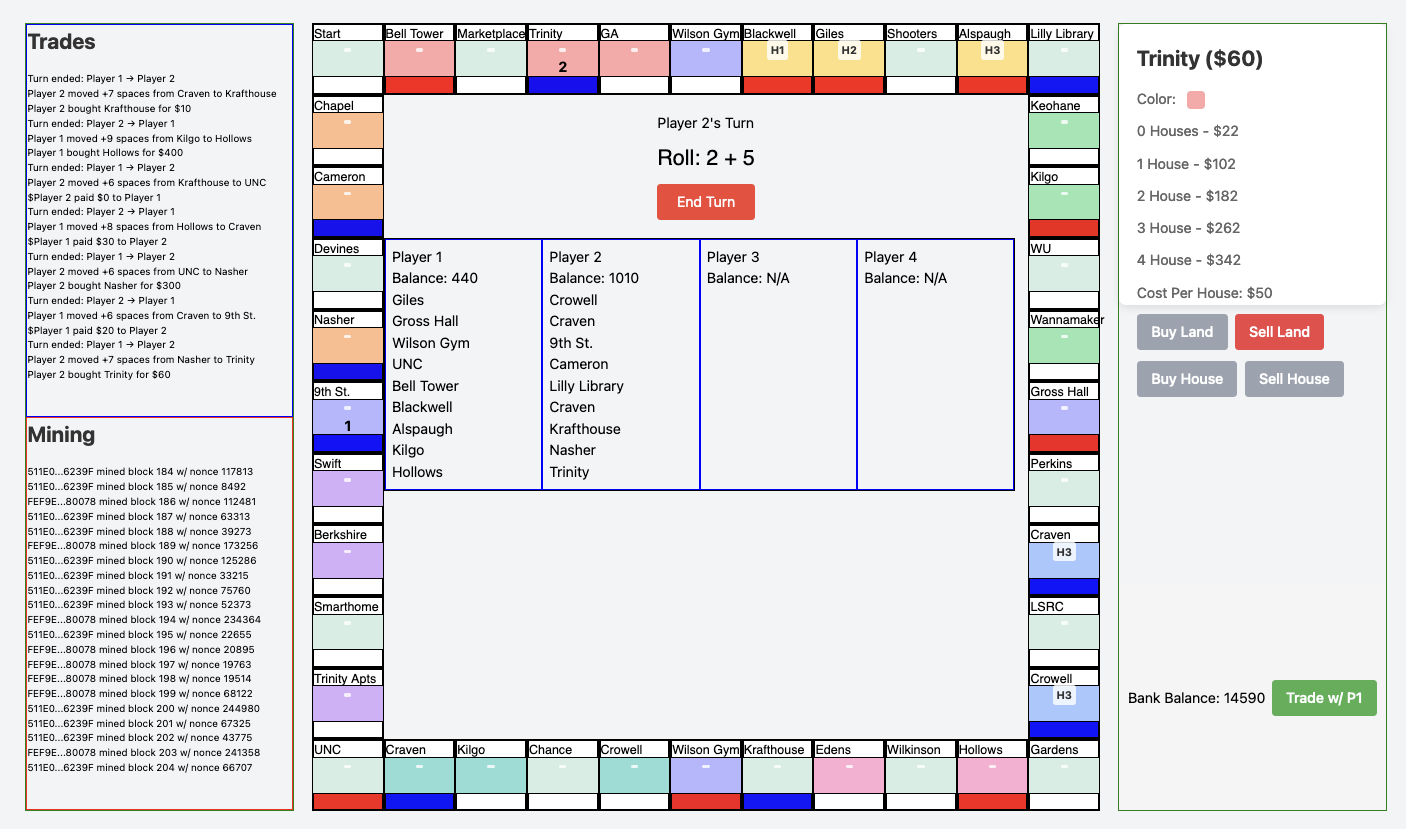 Trades
Turn ended: Player 1 → Player 2
Player 2 moved +7 spaces from Craven to Krafthouse
Player 2 bought Krafthouse for $10
Turn ended: Player 2 → Player 1
Player 1 moved +9 spaces from Kilgo to Hollows
Player 1 bought Hollows for $400
Turn ended: Player 1 → Player 2
Player 2 moved +6 spaces from Krafthouse to UNC
$Player 2 paid $0 to Player 1
Turn ended: Player 2 → Player 1
Player 1 moved +8 spaces from Hollows to Craven
$Player 1 paid $30 to Player 2
Turn ended: Player 1 → Player 2
Player 2 moved +6 spaces from UNC to Nasher
Player 2 bought Nasher for $300
Turn ended: Player 2 → Player 1
Player 1 moved +6 spaces from Craven to 9th St.
$Player 1 paid $20 to Player 2
Turn ended: Player 1 → Player 2
Player 2 moved +7 spaces from Nasher to Trinity
Player 2 bought Trinity for $60
Mining
511E0...6239F mined block 184 w/ nonce 117813
511E0...6239F mined block 185 w/ nonce 8492
FEF9E...80078 mined block 186 w/ nonce 112481
511E0...6239F mined block 187 w/ nonce 63313
511E0...6239F mined block 188 w/ nonce 39273
FEF9E...80078 mined block 189 w/ nonce 173256
511E0...6239F mined block 190 w/ nonce 125286
511E0...6239F mined block 191 w/ nonce 33215
511E0...6239F mined block 192 w/ nonce 75760
511E0...6239F mined block 193 w/ nonce 52373
FEF9E...80078 mined block 194 w/ nonce 234364
511E0...6239F mined block 195 w/ nonce 22655
FEF9E...80078 mined block 196 w/ nonce 20895
FEF9E...80078 mined block 197 w/ nonce 19763
FEF9E...80078 mined block 198 w/ nonce 19514
FEF9E...80078 mined block 199 w/ nonce 68122
511E0...6239F mined block 200 w/ nonce 244980
511E0...6239F mined block 201 w/ nonce 67325
511E0...6239F mined block 202 w/ nonce 43775
FEF9E...80078 mined block 203 w/ nonce 241358
511E0...6239F mined block 204 w/ nonce 66707
Start
Bell Tower
Marketplace
Trinity
2
GA
Wilson Gym
Blackwell
H1
Giles
H2
Shooters
Alspaugh
H3
Lilly Library
Chapel
Cameron
Devines
Nasher
9th St.
1
Swift
Berkshire
Smarthome
Trinity Apts
Player 2's Turn
Roll: 2 + 5
End Turn
Player 1
Balance: 440
Giles
Gross Hall
Wilson Gym
UNC
Bell Tower
Blackwell
Alspaugh
Kilgo
Hollows
Player 2
Balance: 1010
Crowell
Craven
9th St.
Cameron
Lilly Library
Craven
Krafthouse
Nasher
Trinity
Player 3
Balance: N/A
Player 4
Balance: N/A
Keohane
Kilgo
WU
Wannamaker
Gross Hall
Perkins
Craven
H3
LSRC
Crowell
H3
UNC
Craven
Kilgo
Chance
Crowell
Wilson Gym
Krafthouse
Edens
Wilkinson
Hollows
Gardens
Trinity ($60)
Color:
0 Houses - $22
1 House - $102
2 House - $182
3 House - $262
4 House - $342
Cost Per House: $50
Buy Land
Sell Land
Buy House
Sell House
Bank Balance: 14590
Trade w/ P1